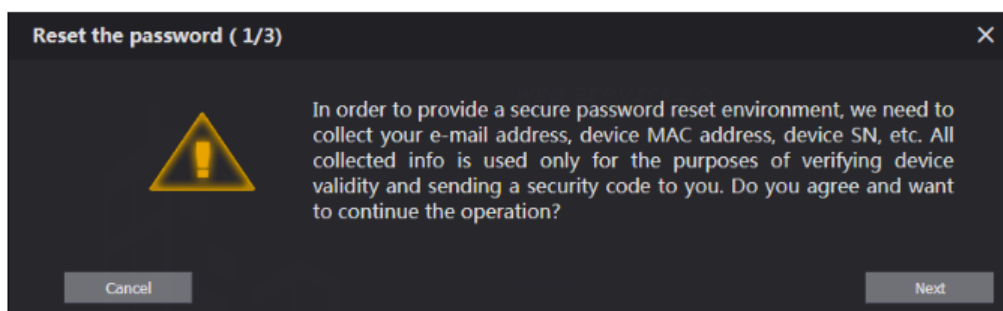 Reset the password ( 1/3)
In order to provide a secure password reset environment, we need to
collect your e-mail address, device MAC address, device SN, etc. All
collected info is used only for the purposes of verifying device
validity and sending a security code to you. Do you agree and want
to continue the operation?
Cancel
Next